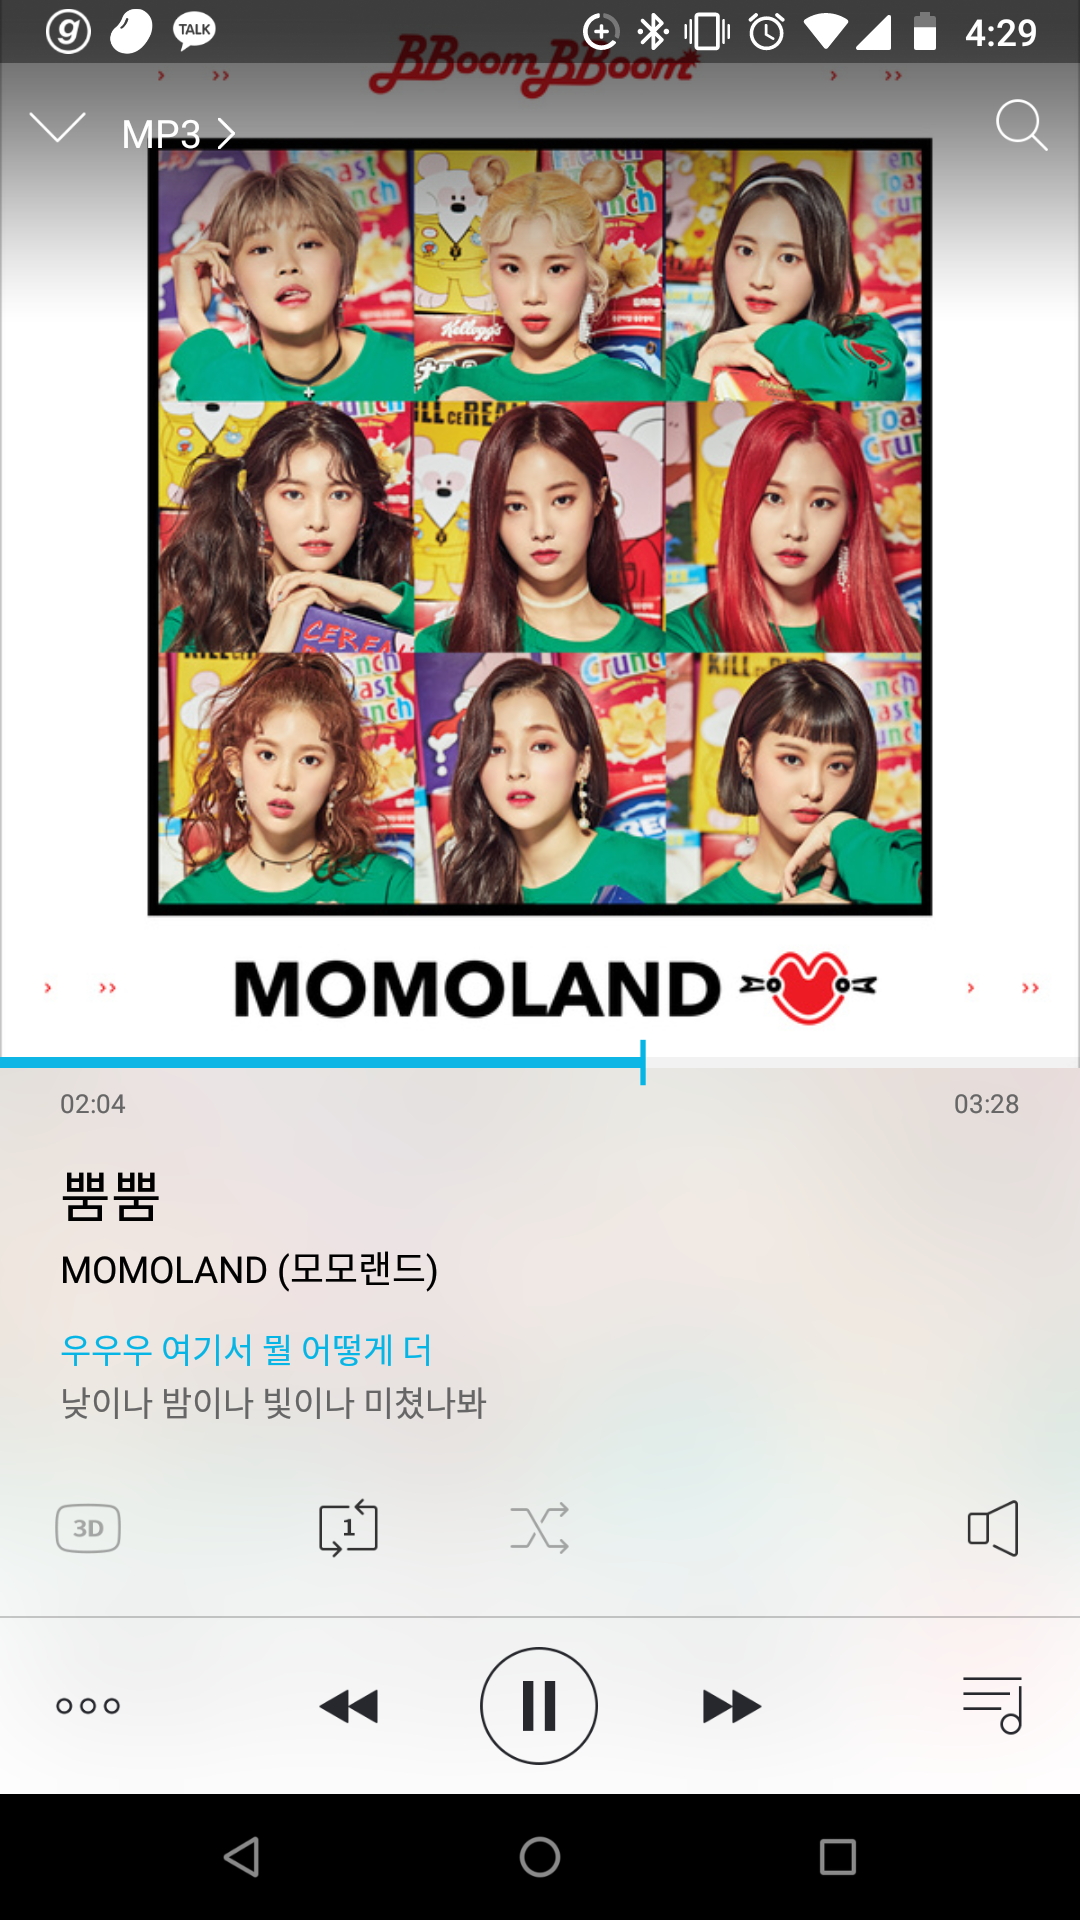 g TALK 4:29
BBoom BBoom
MP3
Kellogg's
CEREAL
MOMOLAND
02:04 03:28
뿜뿜
MOMOLAND (모모랜드)
우우우 여기서 뭘 어떻게 더
낮이나 밤이나 빛이나 미쳤나봐
3D 1